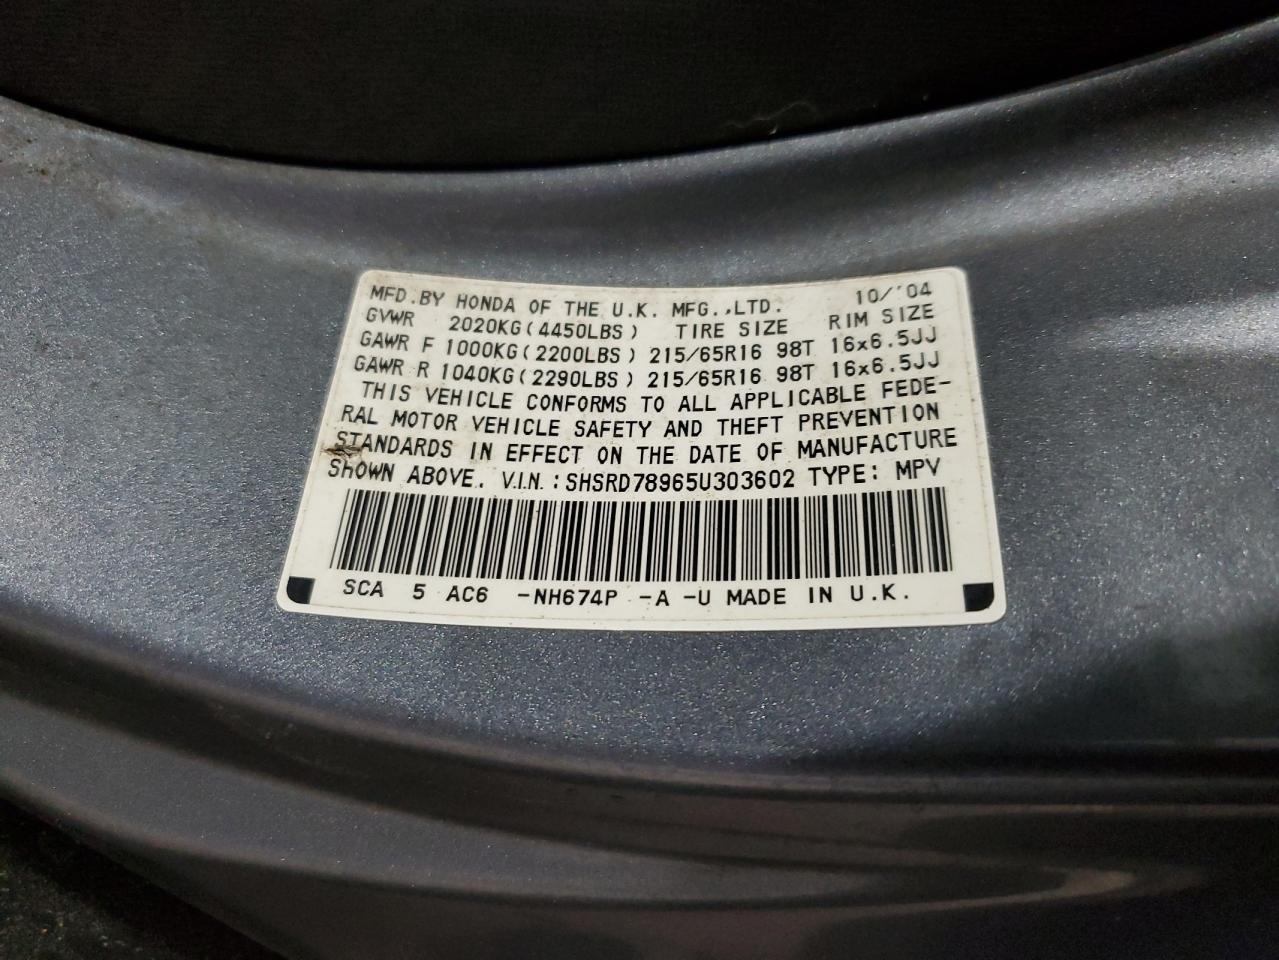 MFD.BY HONDA OF THE U.K. MFG.,LTD. 10/'04
GVWR 2020KG(4450LBS) TIRE SIZE RIM SIZE
GAWR F 1000KG(2200LBS) 215/65R16 98T 16x6.5JJ
GAWR R 1040KG(2290LBS) 215/65R16 98T 16x6.5JJ
THIS VEHICLE CONFORMS TO ALL APPLICABLE FEDE-
RAL MOTOR VEHICLE SAFETY AND THEFT PREVENTION
STANDARDS IN EFFECT ON THE DATE OF MANUFACTURE
SHOWN ABOVE. V.I.N.:SHSRD78965U303602 TYPE: MPV
SCA 5 AC6 -NH674P -A -U MADE IN U.K.